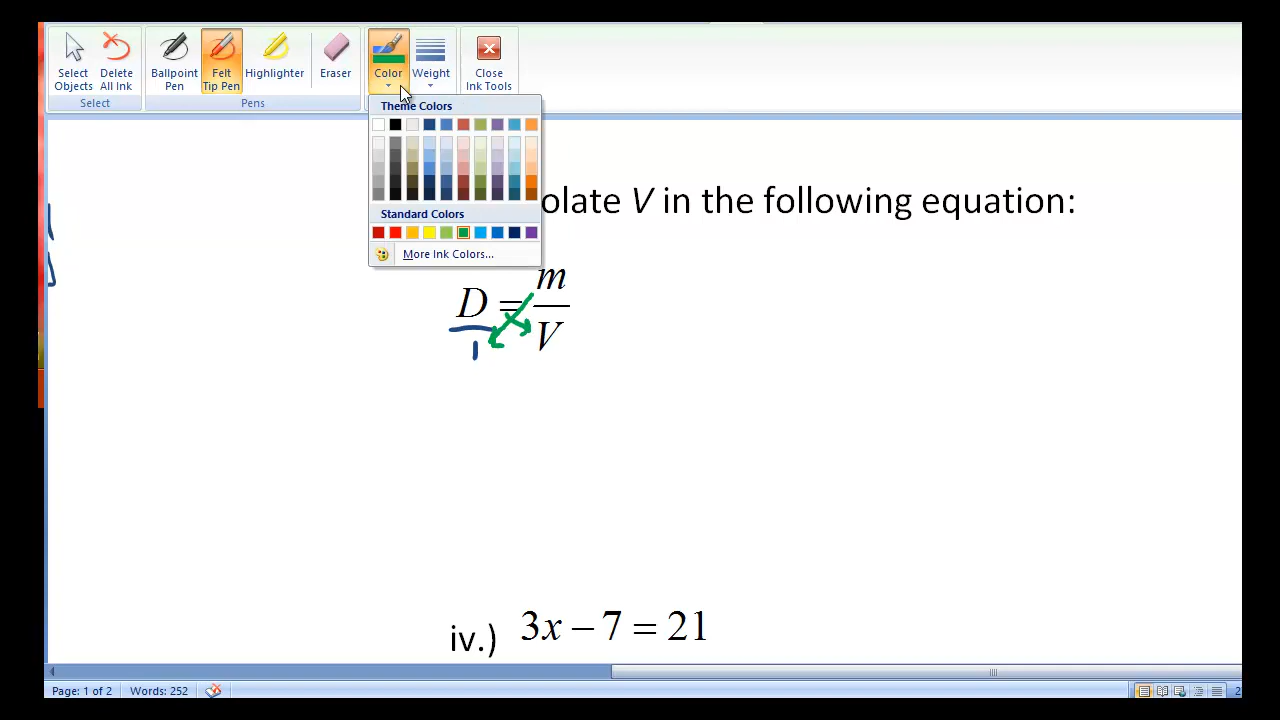 Select Objects
Delete All Ink
Ballpoint Pen
Felt Tip Pen
Highlighter
Eraser
Color
Weight
Close Ink Tools
Select
Pens
Theme Colors
Standard Colors
More Ink Colors...
olate V in the following equation:
D/1 = m/V
iv.) 3x − 7 = 21
Page: 1 of 2
Words: 252
2